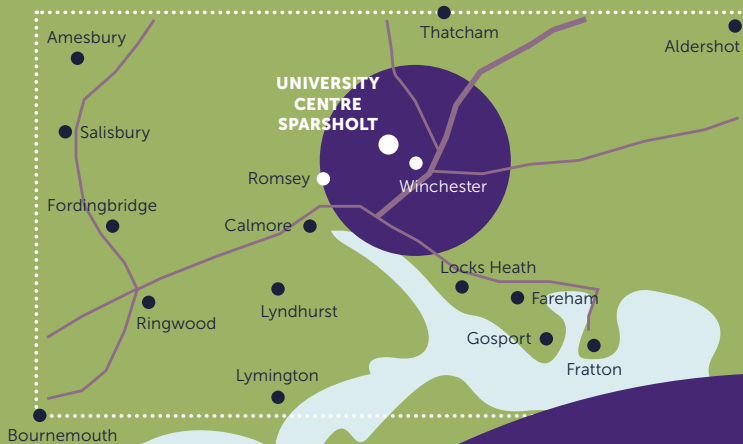 Thatcham
Amesbury
Aldershot
UNIVERSITY
CENTRE
SPARSHOLT
Salisbury
Romsey
Winchester
Fordingbridge
Calmore
Locks Heath
Fareham
Lyndhurst
Ringwood
Gosport
Fratton
Lymington
Bournemouth